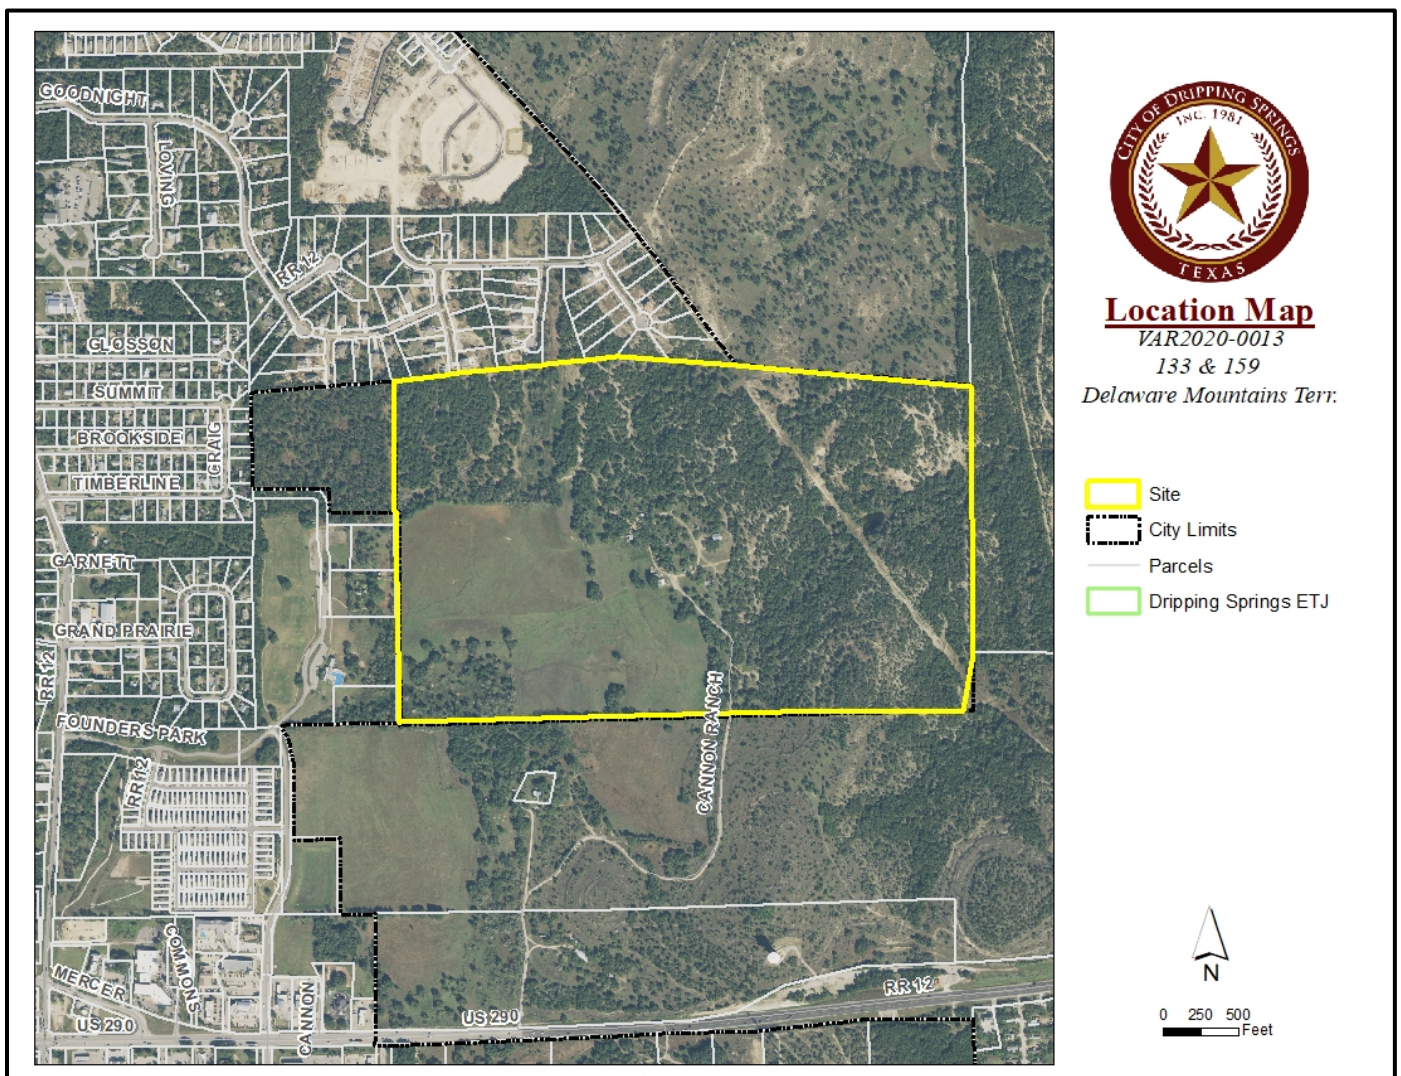 GOODNIGHT
LOVING
RR 12
GLOSSON
SUMMIT
BROOKSIDE
CRAIG
TIMBERLINE
GARNETT
GRAND PRAIRIE
RR 12
FOUNDERS PARK
CANNON RANCH
RR 12
COMMONS
MERCER
US 290
CANNON
US 290
RR 12
CITY OF DRIPPING SPRINGS
INC. 1981
TEXAS
Location Map
VAR2020-0013
133 & 159
Delaware Mountains Terr.
Site
City Limits
Parcels
Dripping Springs ETJ
N
0 250 500
Feet